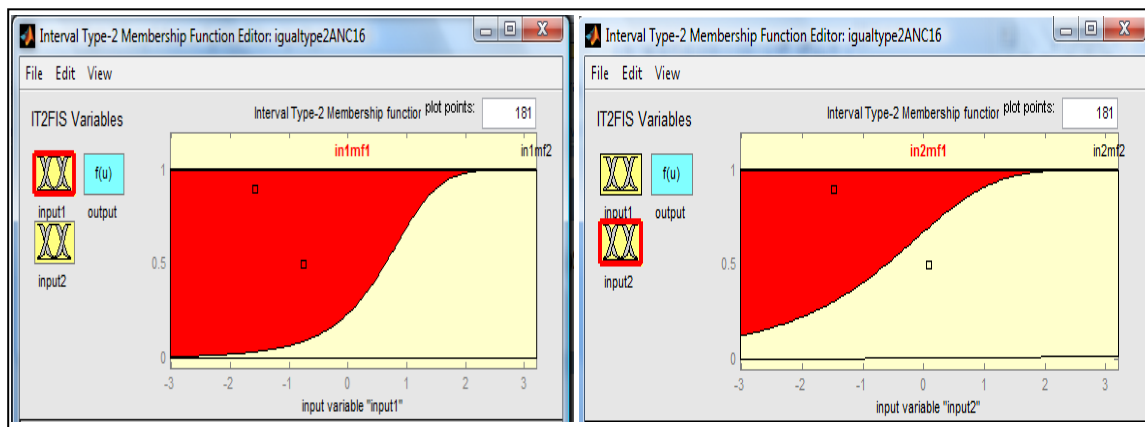 Interval Type-2 Membership Function Editor: igualtype2ANC16
File Edit View
IT2FIS Variables
Interval Type-2 Membership function plot points: 181
in1mf1 in1mf2
f(u)
input1 output
input2
1
0.5
0
-3 -2 -1 0 1 2 3
input variable "input1"
Interval Type-2 Membership Function Editor: igualtype2ANC16
File Edit View
IT2FIS Variables
Interval Type-2 Membership function plot points: 181
in2mf1 in2mf2
f(u)
input1 output
input2
1
0.5
0
-3 -2 -1 0 1 2 3
input variable "input2"